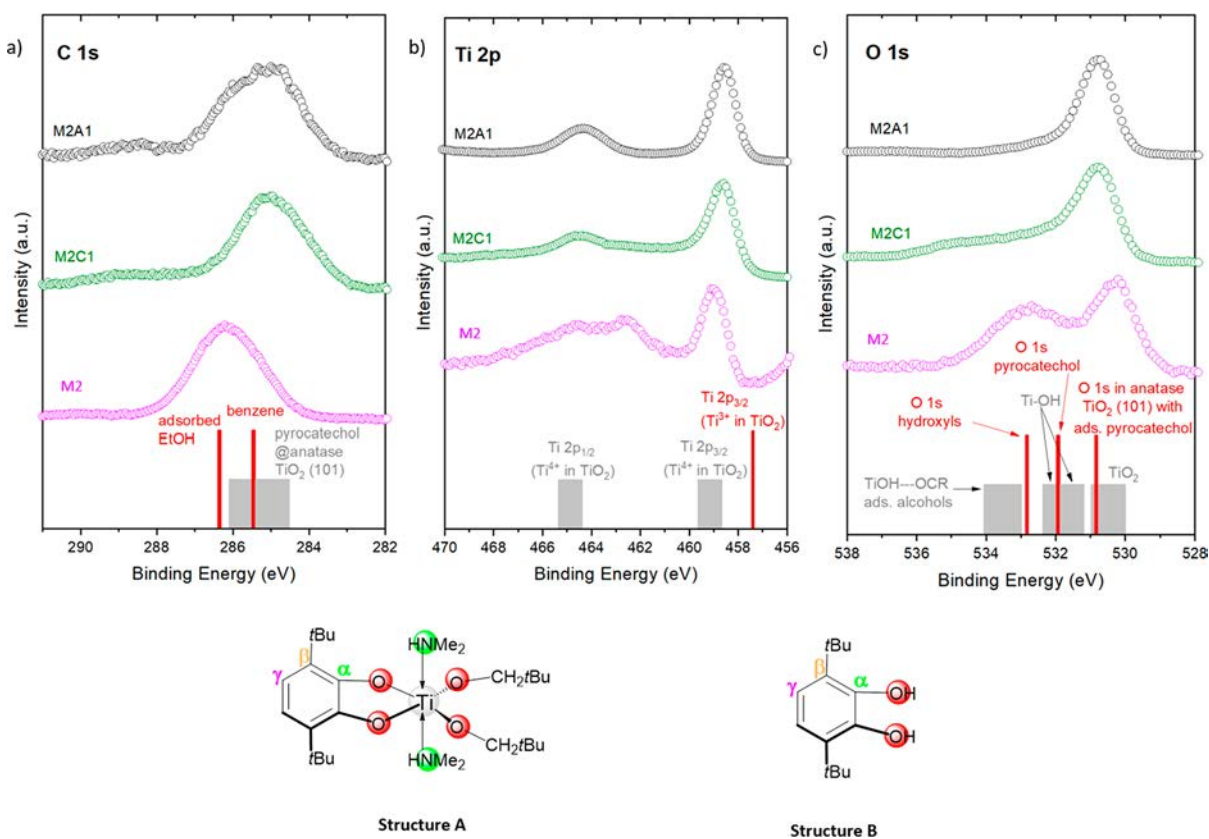 a)
C 1s
M2A1
M2C1
M2
adsorbed
EtOH
benzene
pyrocatechol
@anatase
TiO₂ (101)
Intensity (a.u.)
290 288 286 284 282
Binding Energy (eV)
b)
Ti 2p
M2A1
M2C1
M2
Ti 2p₃/₂
(Ti³⁺ in TiO₂)
Ti 2p₁/₂
(Ti⁴⁺ in TiO₂)
Ti 2p₃/₂
(Ti⁴⁺ in TiO₂)
Intensity (a.u.)
470 468 466 464 462 460 458 456
Binding Energy (eV)
c)
O 1s
M2A1
M2C1
M2
O 1s
pyrocatechol
Ti-OH
O 1s
hydroxyls
O 1s in anatase
TiO₂ (101) with
ads. pyrocatechol
TiOH---OCR
ads. alcohols
TiO₂
Intensity (a.u.)
538 536 534 532 530 528
Binding Energy (eV)
tBu
HNMe₂
β
γ
α
O
O
CH₂tBu
Ti
O
O
CH₂tBu
tBu
HNMe₂
Structure A
tBu
β
γ
α
OH
OH
tBu
Structure B